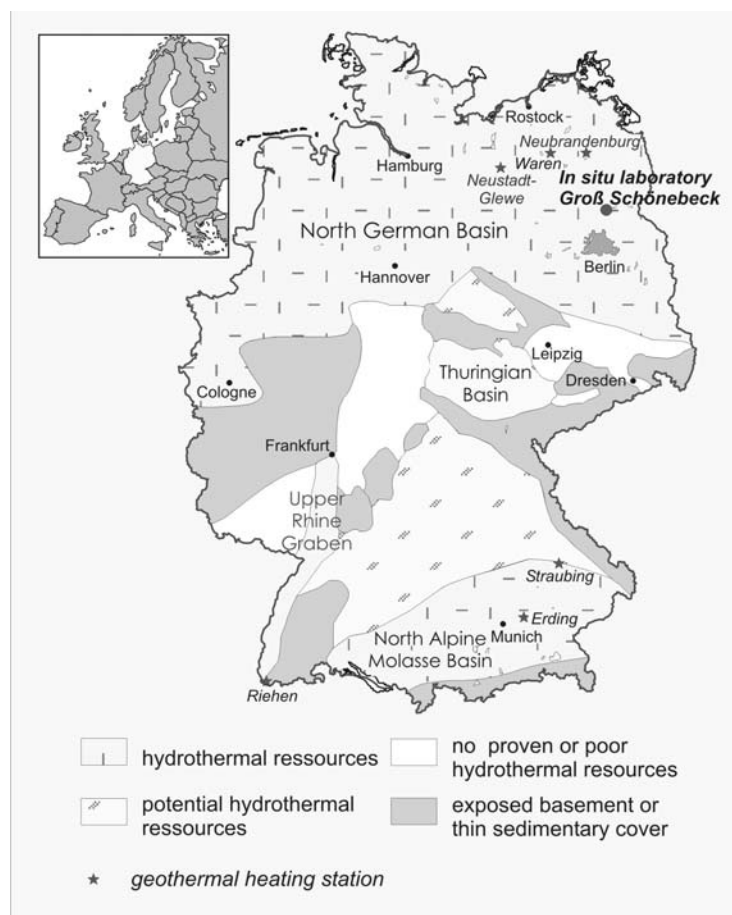 Rostock
Neubrandenburg
Waren
Hamburg
Neustadt-
Glewe
In situ laboratory
Groß Schönebeck
North German Basin
Berlin
Hannover
Leipzig
Thuringian
Basin
Dresden
Cologne
Frankfurt
Upper
Rhine
Graben
Straubing
Erding
Munich
North Alpine
Molasse Basin
Riehen
hydrothermal ressources
no proven or poor
hydrothermal resources
potential hydrothermal
ressources
exposed basement or
thin sedimentary cover
geothermal heating station